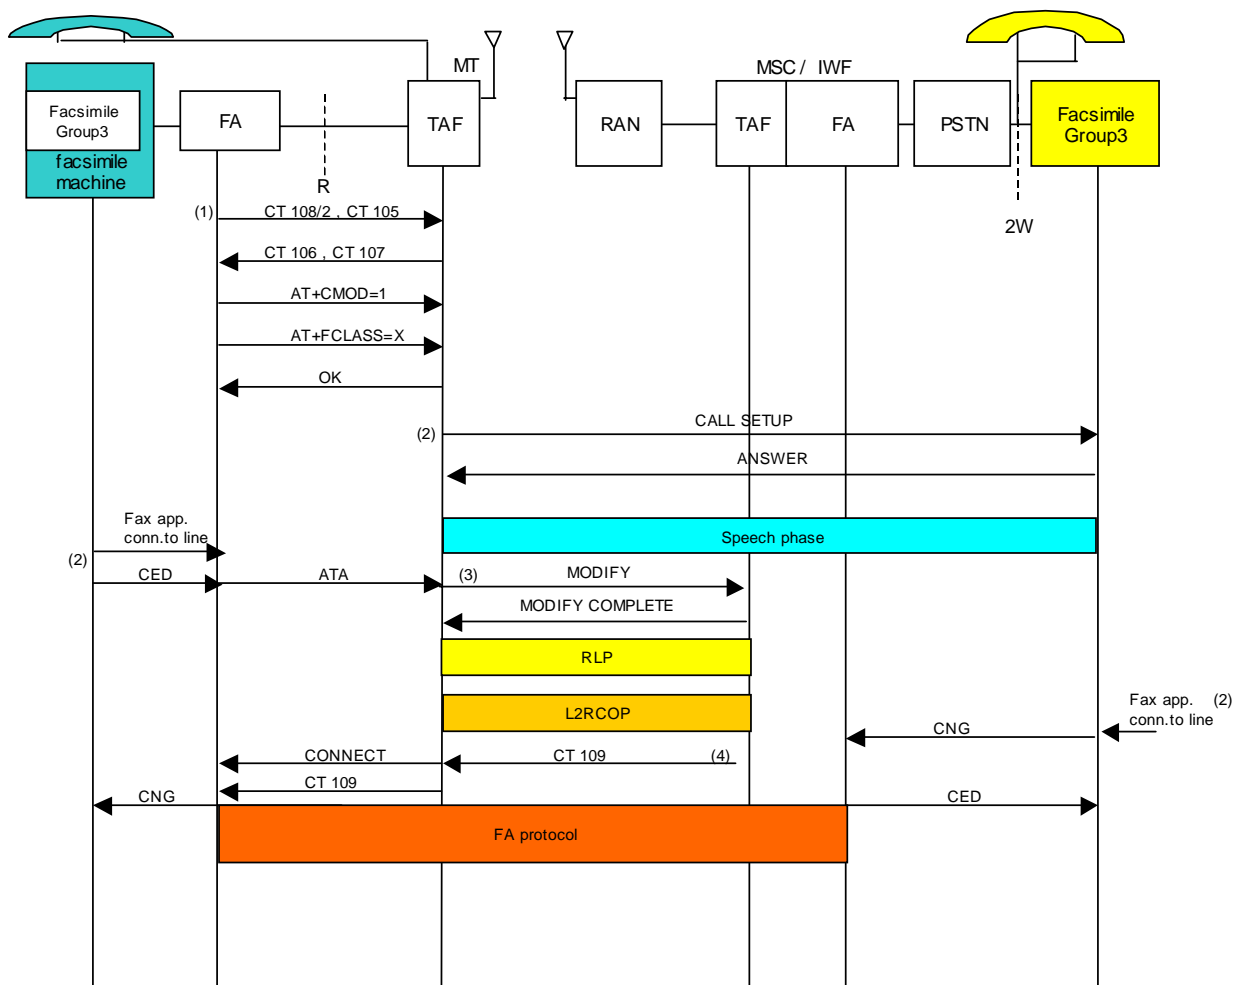 MT
MSC / IWF
Facsimile
Group3
facsimile
machine
FA
TAF
RAN
TAF
FA
PSTN
Facsimile
Group3
R
2W
(1)
CT 108/2 , CT 105
CT 106 , CT 107
AT+CMOD=1
AT+FCLASS=X
OK
(2)
CALL SETUP
ANSWER
Fax app.
conn.to line
(2)
Speech phase
CED
ATA
(3)
MODIFY
MODIFY COMPLETE
RLP
L2RCOP
Fax app. (2)
conn.to line
CNG
CONNECT
CT 109
(4)
CT 109
CNG
CED
FA protocol